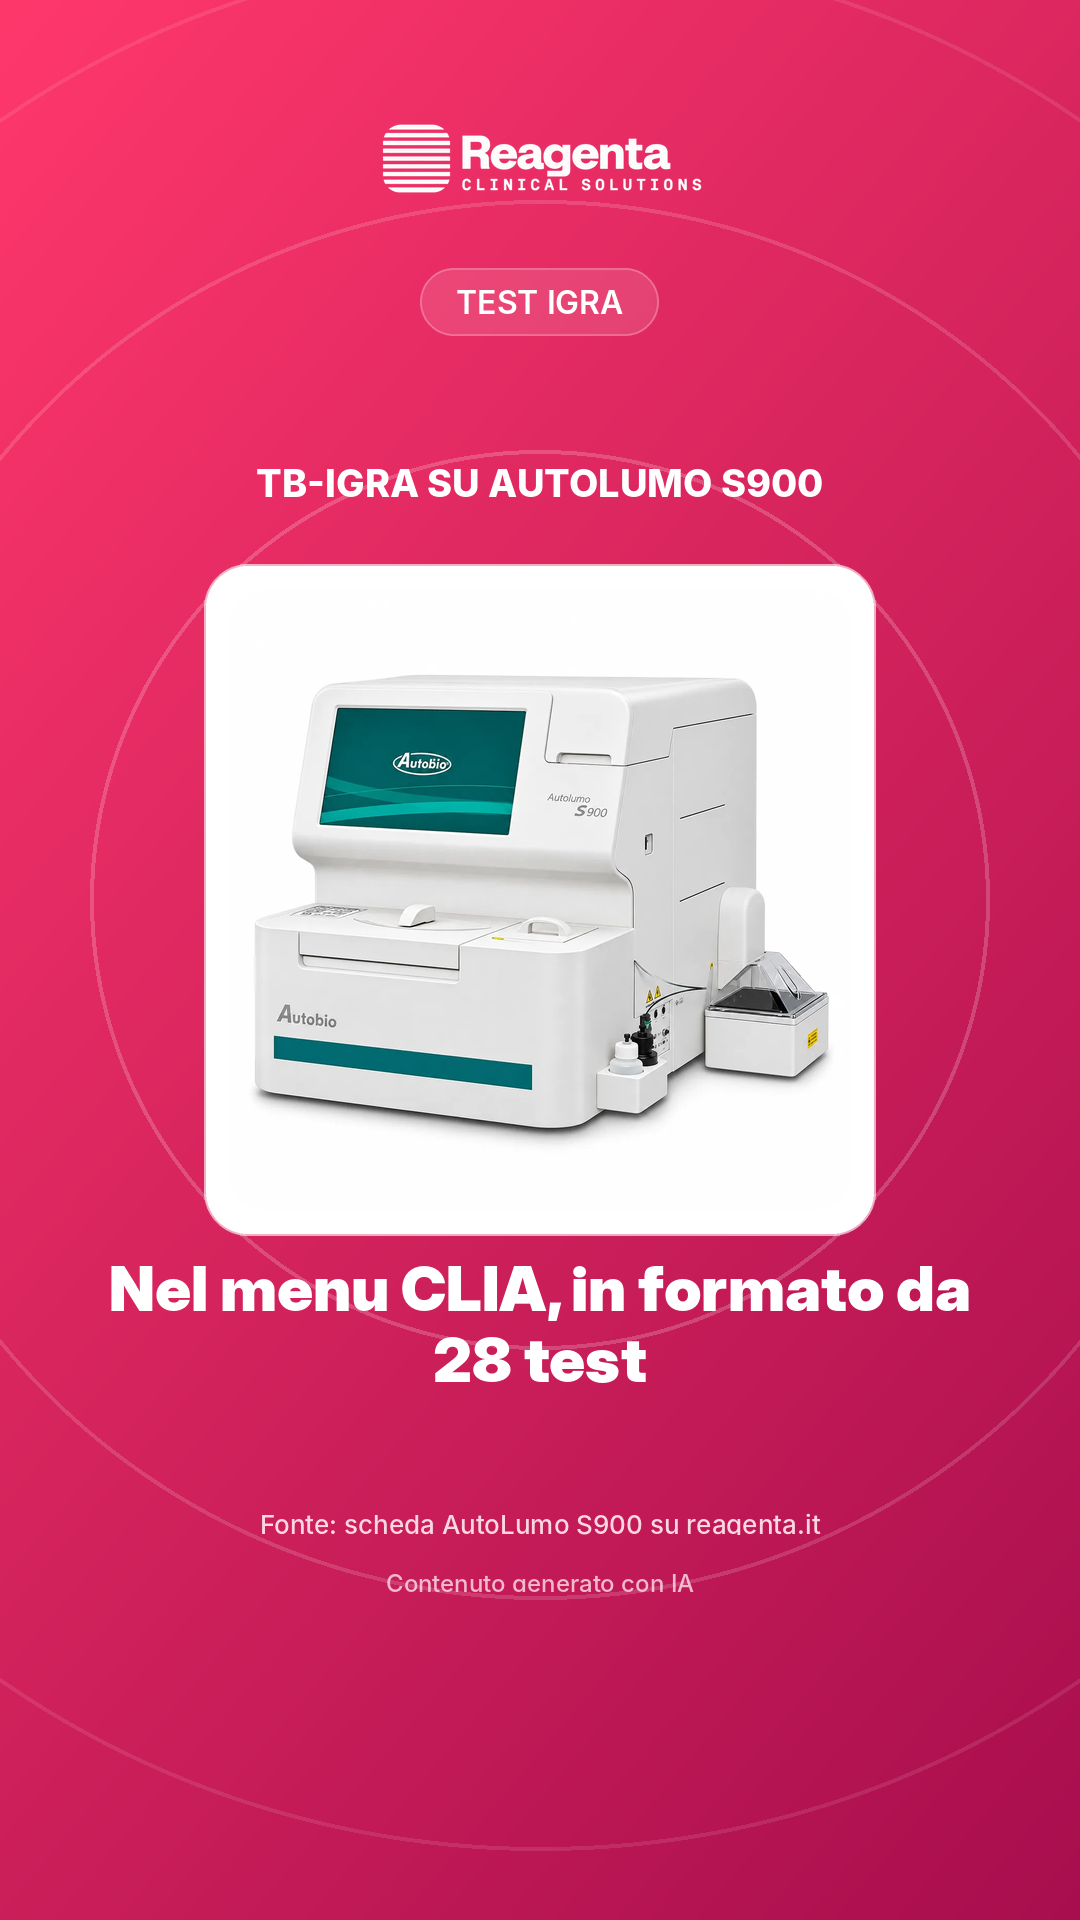 Reagenta
CLINICAL SOLUTIONS
TEST IGRA
TB-IGRA SU AUTOLUMO S900
Autobio
Autolumo
S900
Autobio
Nel menu CLIA, in formato da
28 test
Fonte: scheda AutoLumo S900 su reagenta.it
Contenuto generato con IA